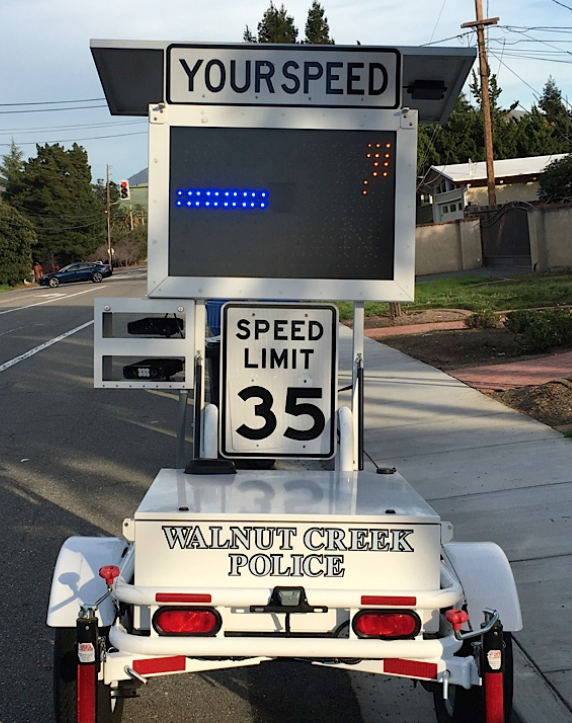 YOUR SPEED
SPEED
LIMIT
35
WALNUT CREEK
POLICE